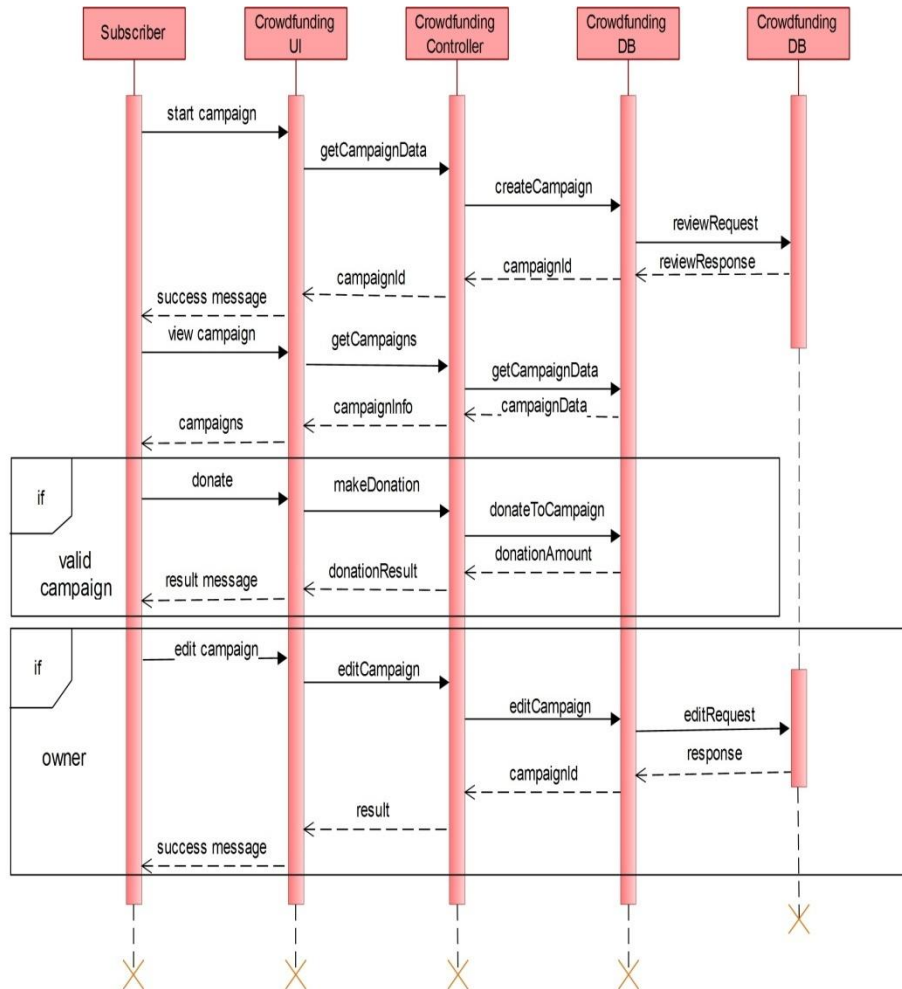 Subscriber
Crowdfunding
UI
Crowdfunding
Controller
Crowdfunding
DB
Crowdfunding
DB
start campaign
getCampaignData
createCampaign
reviewRequest
reviewResponse
campaignId
campaignId
success message
view campaign
getCampaigns
getCampaignData
campaignData
campaignInfo
campaigns
if
valid
campaign
donate
makeDonation
donateToCampaign
donationAmount
donationResult
result message
if
owner
edit campaign
editCampaign
editCampaign
editRequest
response
campaignId
result
success message